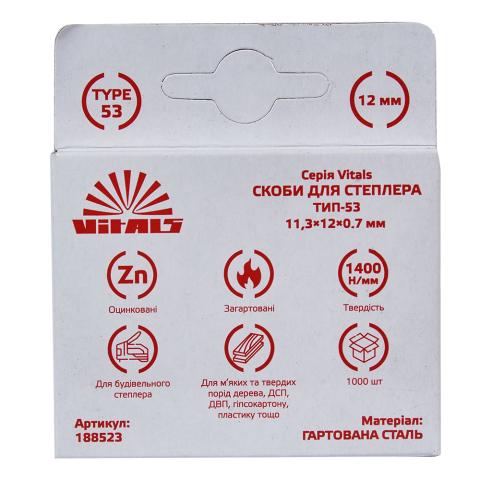 TYPE
53
12 мм
VITALS
Серія Vitals
СКОБИ ДЛЯ СТЕПЛЕРА
ТИП-53
11,3×12×0.7 мм
Zn
Оцинковані
Загартовані
1400
Н/мм
Твердість
Для будівельного
степлера
Для м'яких та твердих
порід дерева, ДСП,
ДВП, гіпсокартону,
пластику тощо
1000 шт
Артикул:
188523
Матеріал:
ГАРТОВАНА СТАЛЬ